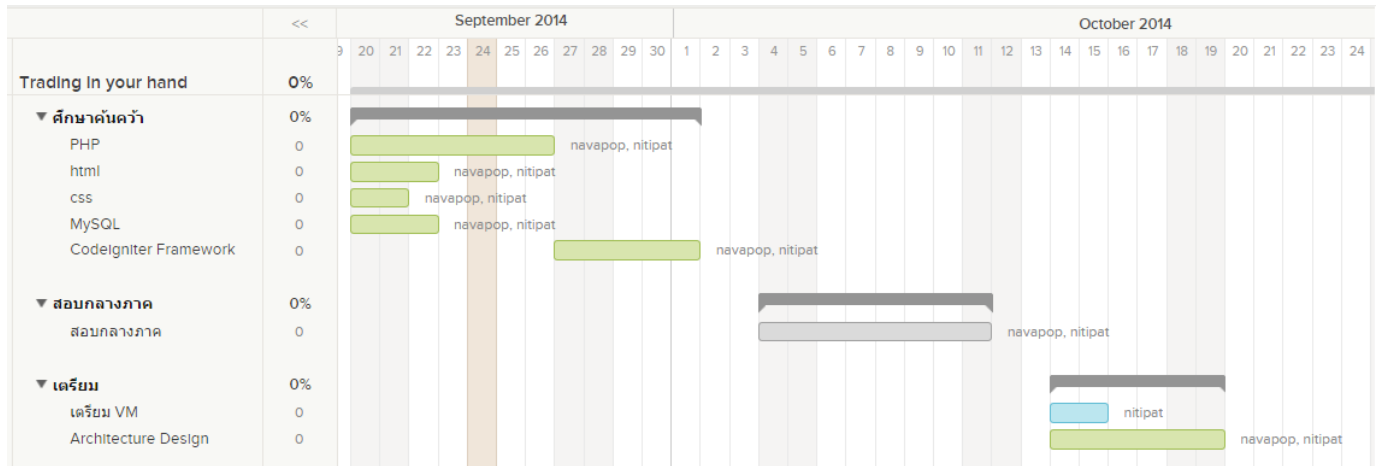 << September 2014 October 2014
9 20 21 22 23 24 25 26 27 28 29 30 1 2 3 4 5 6 7 8 9 10 11 12 13 14 15 16 17 18 19 20 21 22 23 24
Trading in your hand 0%
ศึกษาค้นคว้า 0%
PHP 0 navapop, nitipat
html 0 navapop, nitipat
css 0 navapop, nitipat
MySQL 0 navapop, nitipat
CodeIgniter Framework 0 navapop, nitipat
สอบกลางภาค 0%
สอบกลางภาค 0 navapop, nitipat
เตรียม 0%
เตรียม VM 0 nitipat
Architecture Design 0 navapop, nitipat